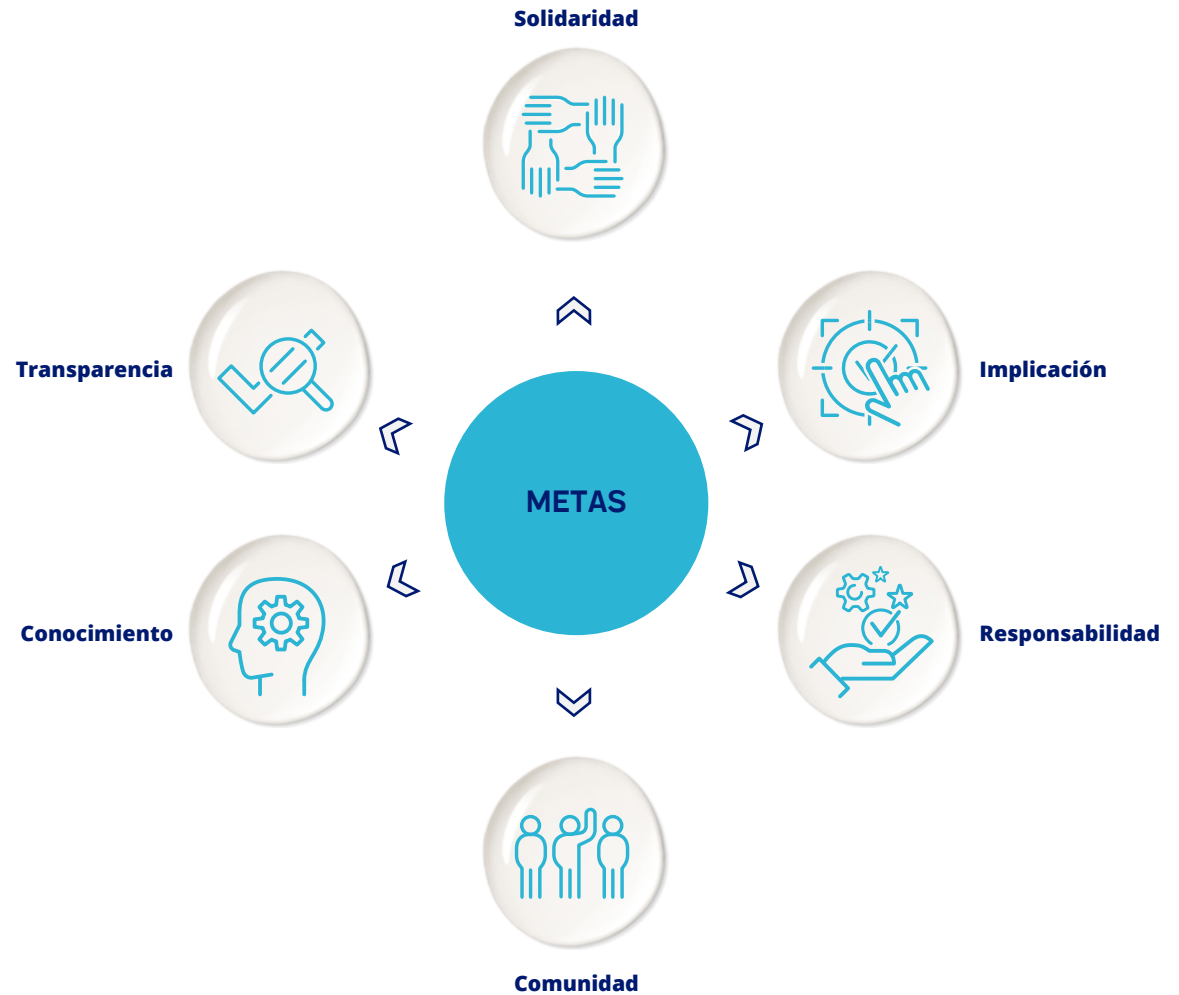 Solidaridad
Transparencia
Implicación
METAS
Conocimiento
Responsabilidad
Comunidad